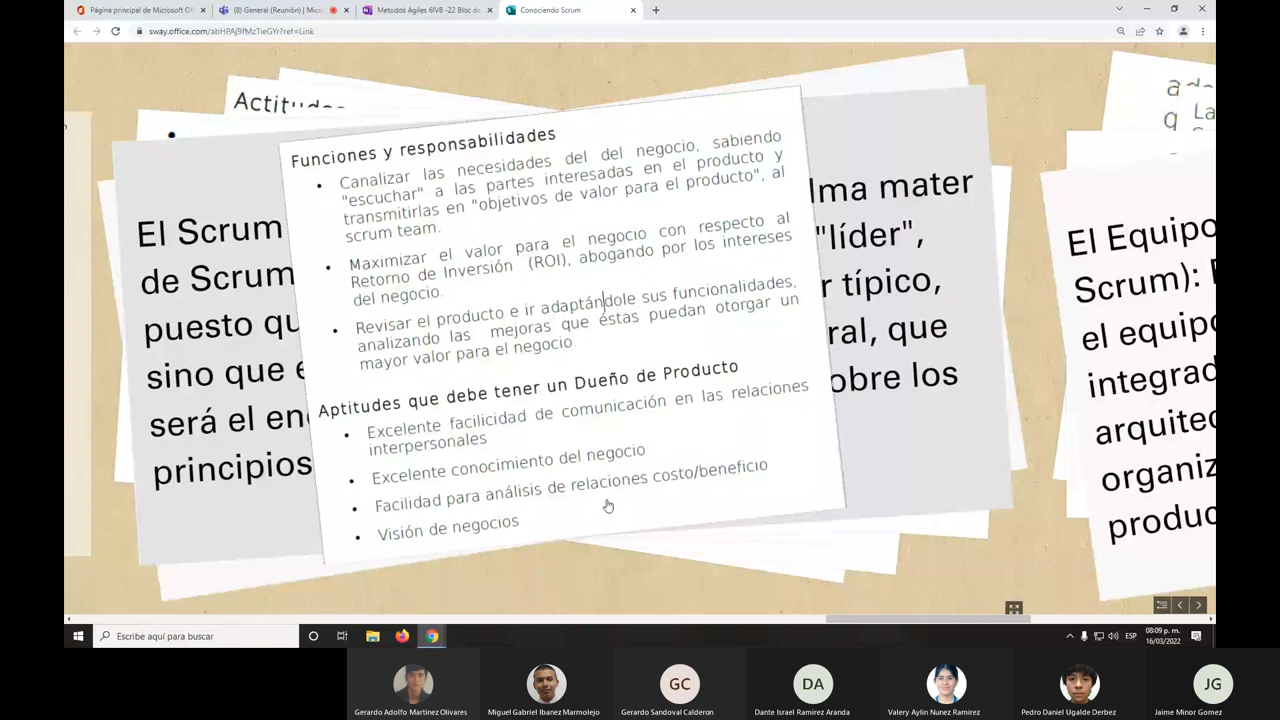 Página principal de Microsoft Of
(8) General (Reunión) | Micr
Metodos Agiles 6IV8 -22 Bloc de
Conociendo Scrum
sway.office.com/abHPAj9fMzTieGYr?ref=Link
Funciones y responsabilidades
Canalizar las necesidades del del negocio, sabiendo
"escuchar" a las partes interesadas en el producto y
transmitirlas en "objetivos de valor para el producto", al
scrum team.
Maximizar el valor para el negocio con respecto al
Retorno de Inversión (ROI), abogando por los intereses
del negocio.
Revisar el producto e ir adaptándole sus funcionalidades,
analizando las mejoras que éstas puedan otorgar un
mayor valor para el negocio.
Aptitudes que debe tener un Dueño de Producto
Excelente facilicidad de comunicación en las relaciones
interpersonales
Excelente conocimiento del negocio
Facilidad para análisis de relaciones costo/beneficio
Visión de negocios
El Scrum
de Scrum
puesto qu
sino que e
será el en
principios
lma mater
"líder",
r típico,
ral, que
obre los
El Equipo
Scrum):
el equipo
integrad
arquitec
organiz
produc
Escribe aquí para buscar
ESP
08:09 p. m.
16/03/2022
Gerardo Adolfo Martinez Olivares
Miguel Gabriel Ibanez Marmolejo
GC
Gerardo Sandoval Calderon
DA
Dante Israel Ramirez Aranda
Valery Aylin Nunez Ramirez
Pedro Daniel Ugalde Derbez
JG
Jaime Minor Gomez